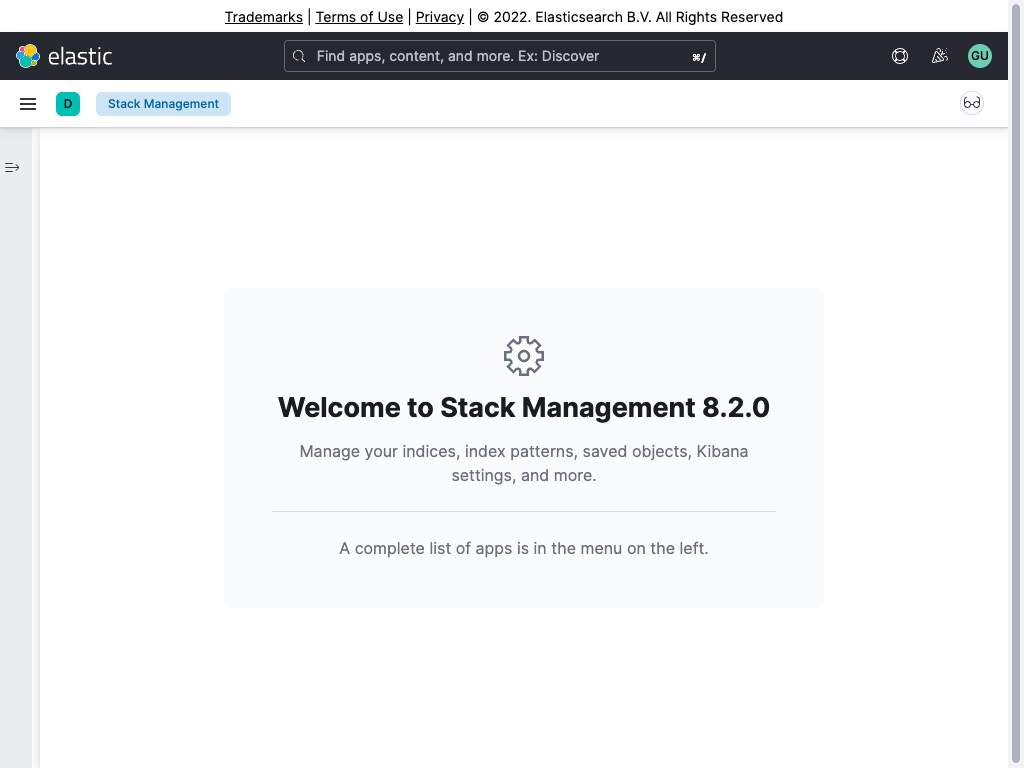 Trademarks | Terms of Use | Privacy | © 2022. Elasticsearch B.V. All Rights Reserved
elastic
Find apps, content, and more. Ex: Discover
⌘/
GU
D
Stack Management
Welcome to Stack Management 8.2.0
Manage your indices, index patterns, saved objects, Kibana
settings, and more.
A complete list of apps is in the menu on the left.